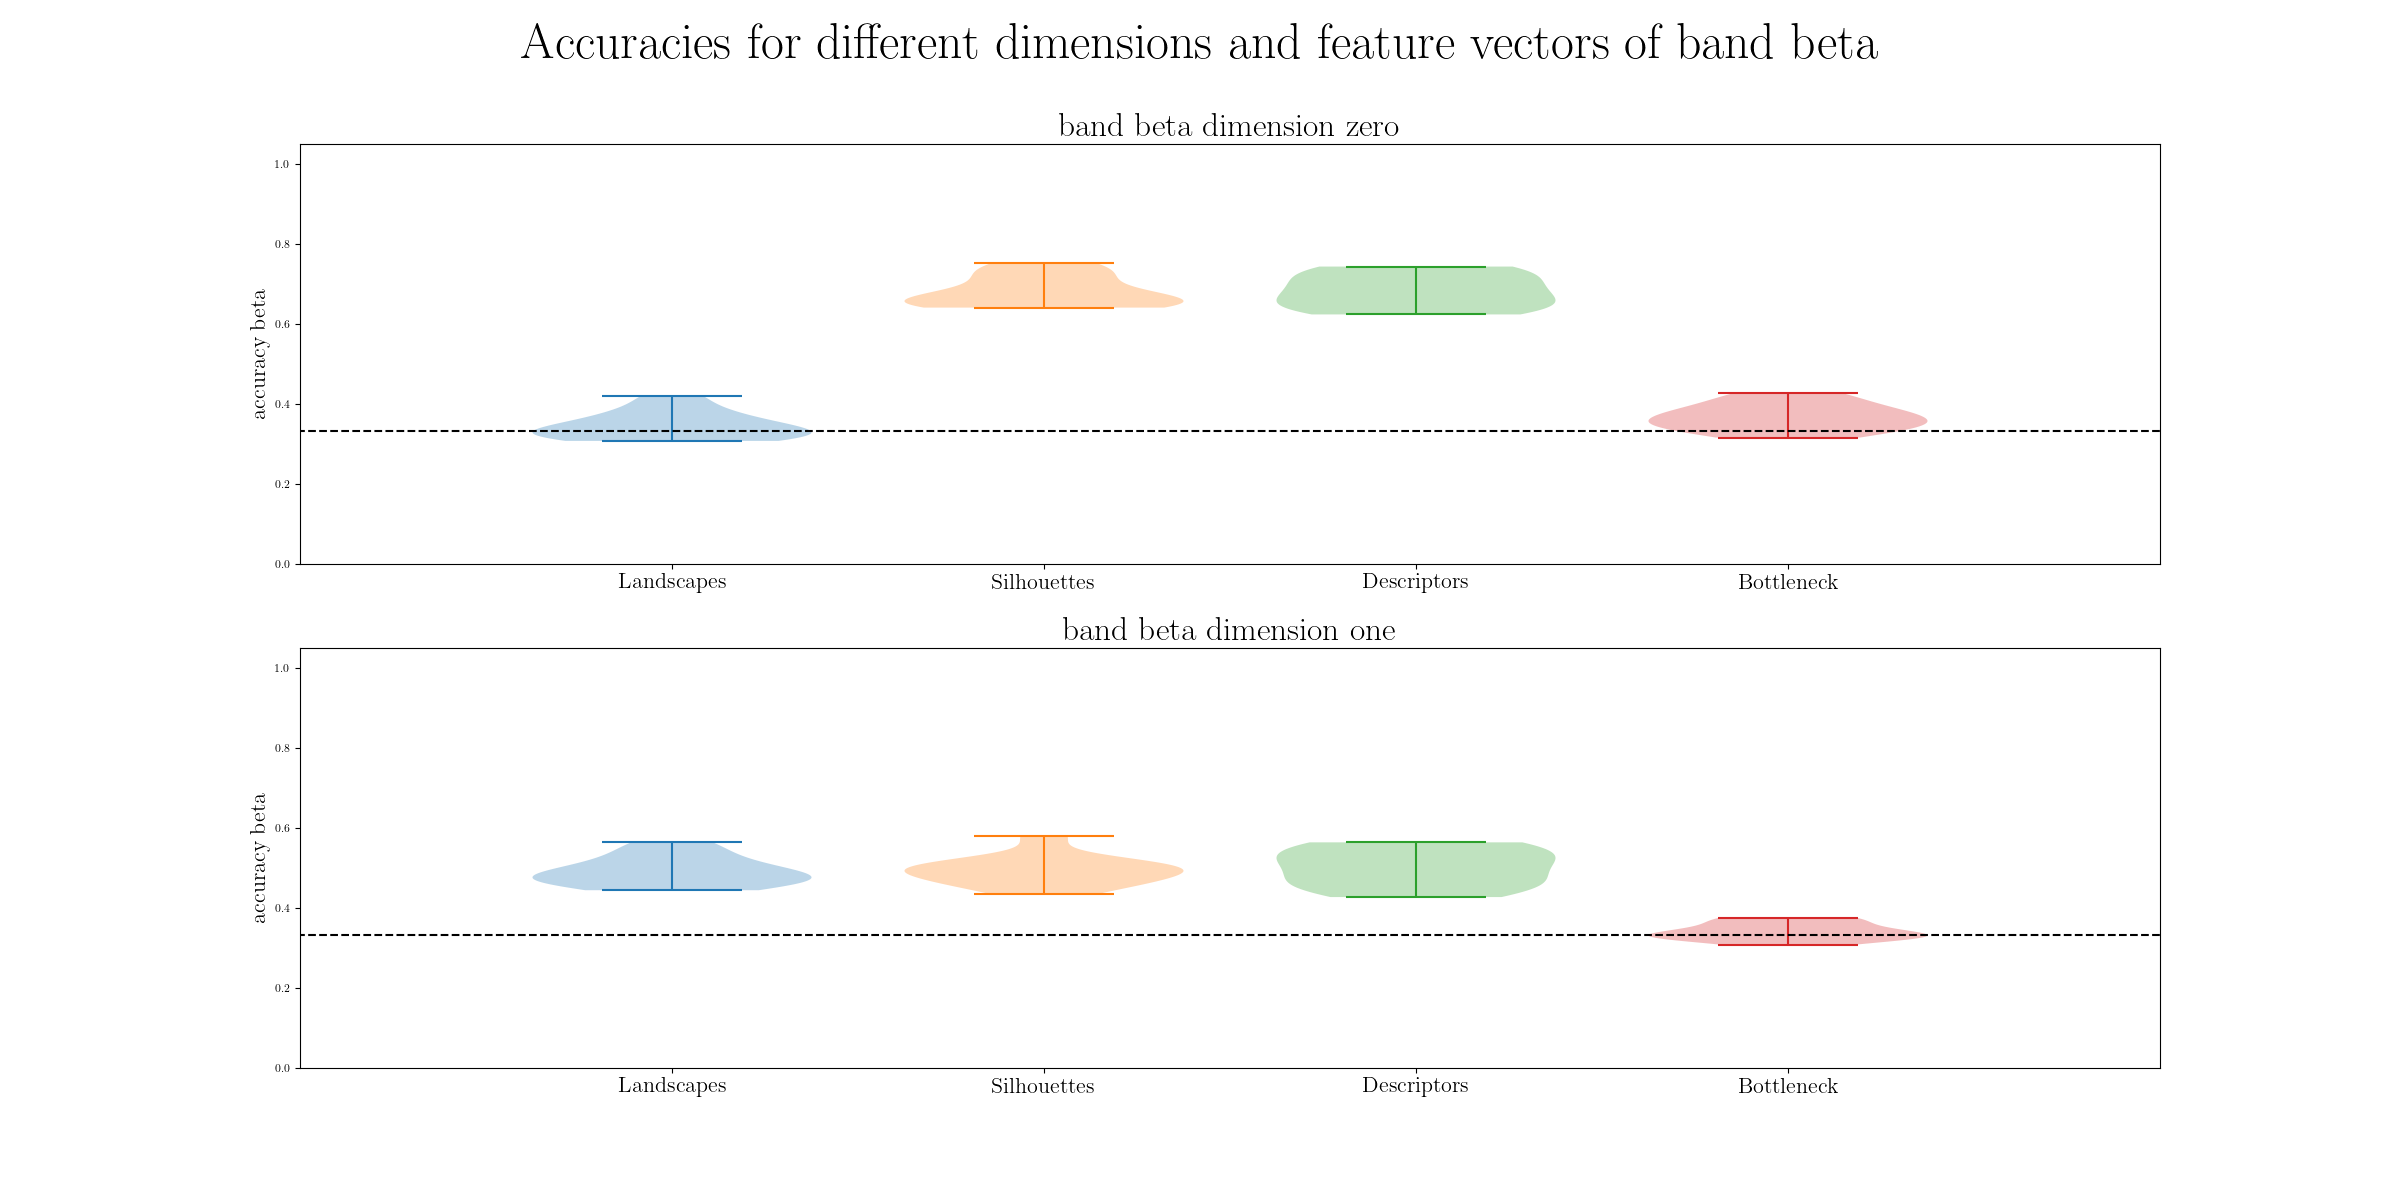 Accuracies for different dimensions and feature vectors of band beta
band beta dimension zero
1.0
0.8
0.6
0.4
0.2
0.0
accuracy beta
Landscapes Silhouettes Descriptors Bottleneck
band beta dimension one
1.0
0.8
0.6
0.4
0.2
0.0
accuracy beta
Landscapes Silhouettes Descriptors Bottleneck